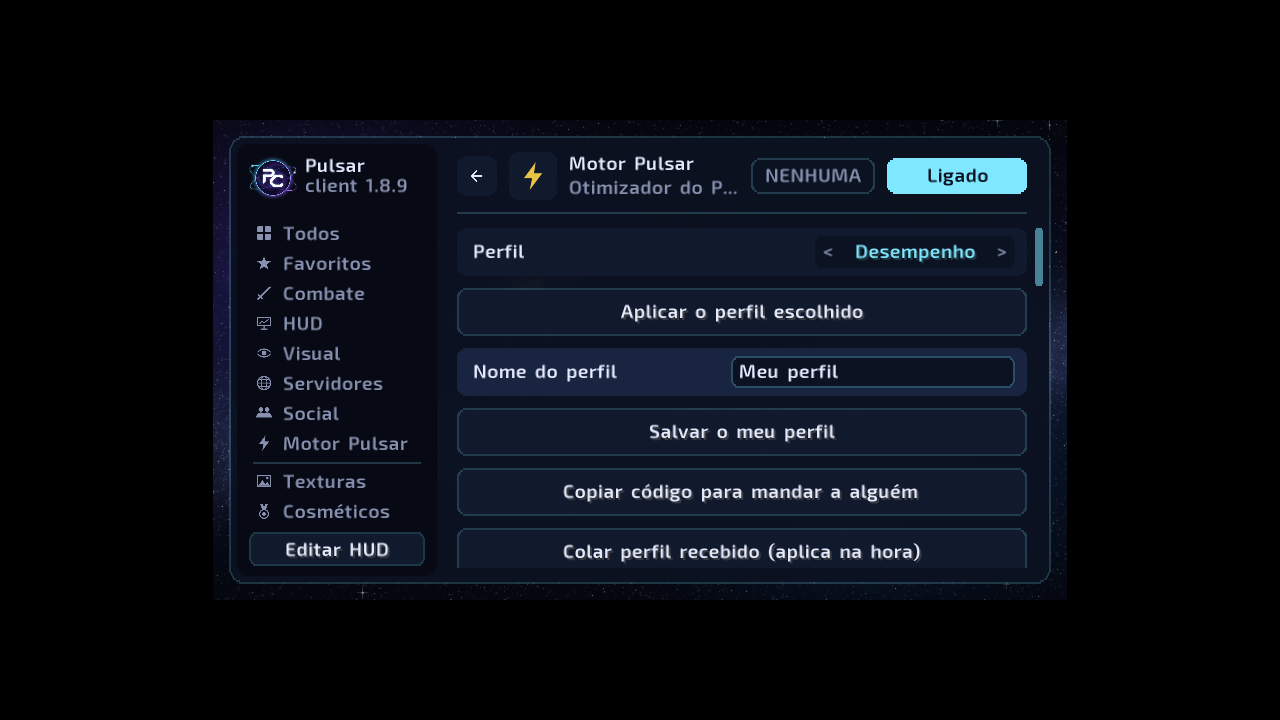 PC
Pulsar
client 1.8.9
Todos
Favoritos
Combate
HUD
Visual
Servidores
Social
Motor Pulsar
Texturas
Cosméticos
Editar HUD
Motor Pulsar
Otimizador do P...
NENHUMA
Ligado
Perfil
< Desempenho >
Aplicar o perfil escolhido
Nome do perfil
Meu perfil
Salvar o meu perfil
Copiar código para mandar a alguém
Colar perfil recebido (aplica na hora)